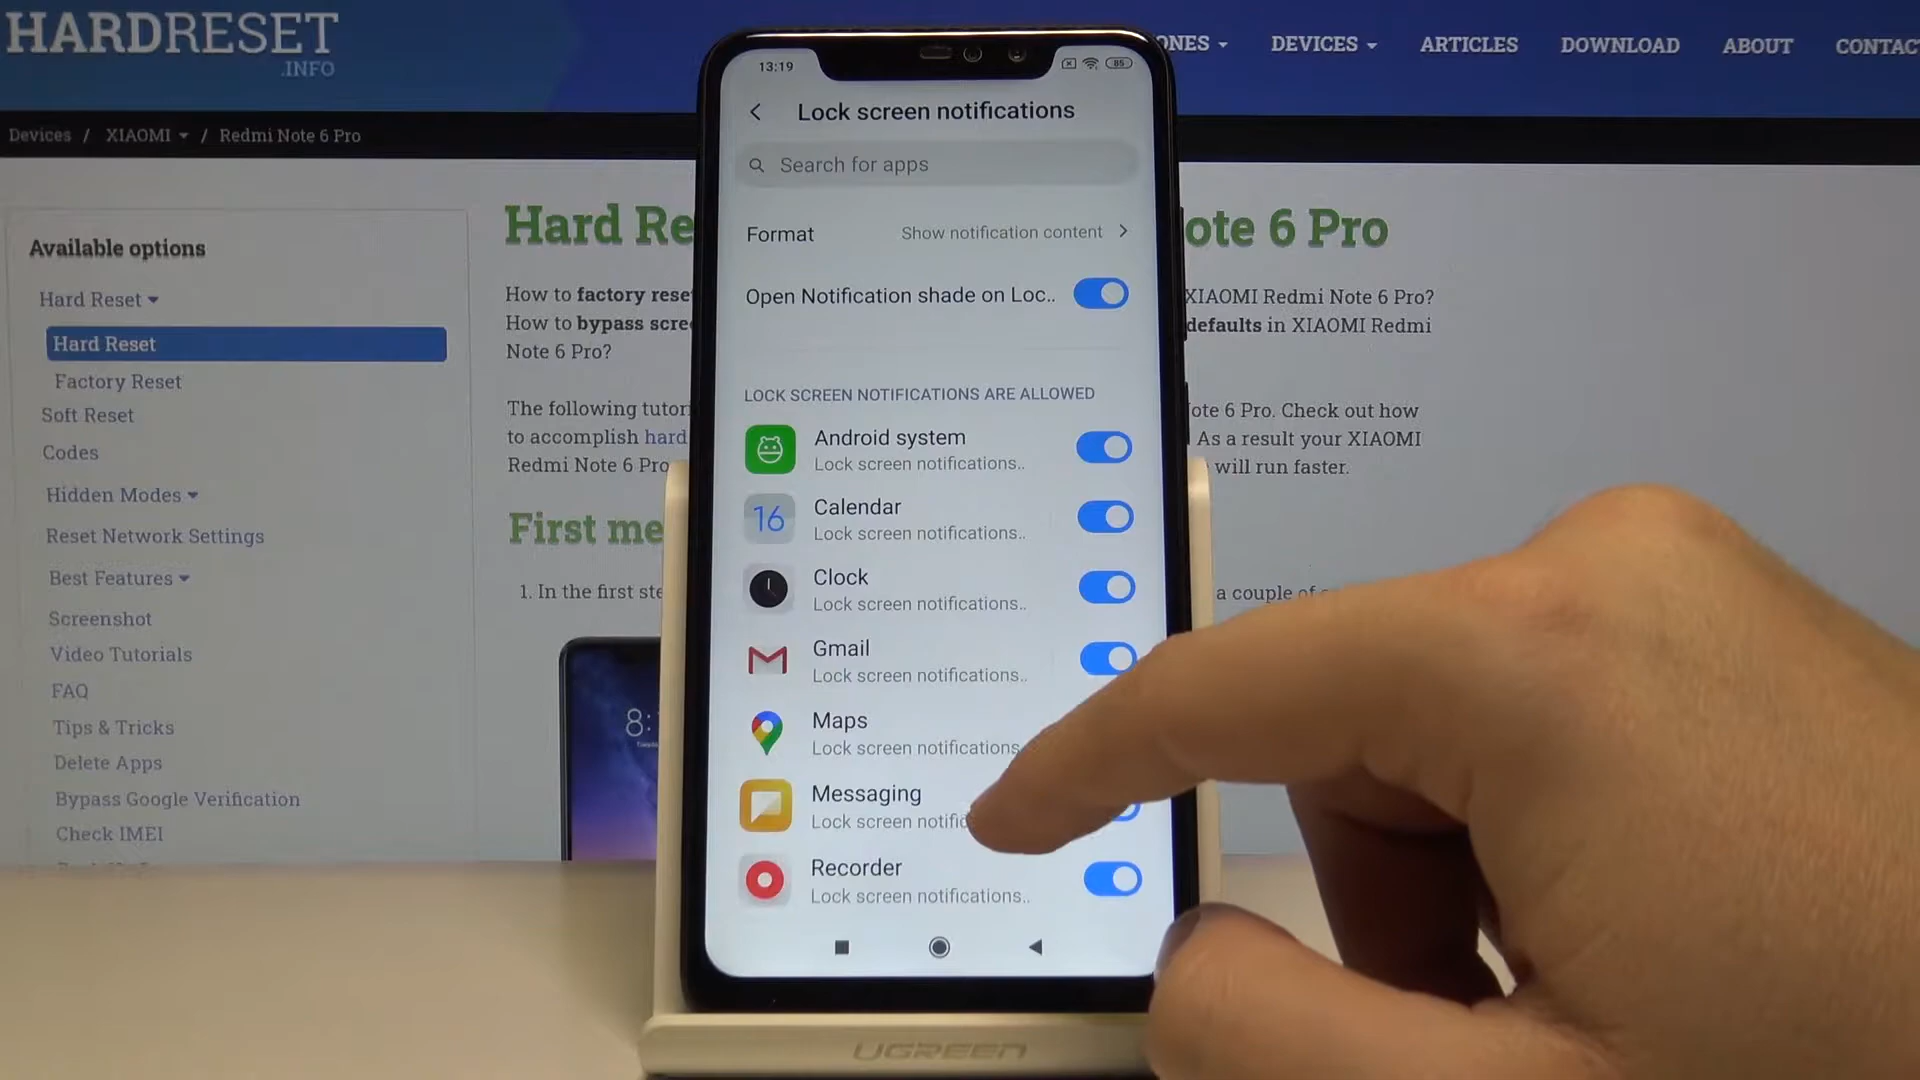 HARDRESET
.INFO
ONES
DEVICES
ARTICLES
DOWNLOAD
ABOUT
CONTAC
Devices / XIAOMI / Redmi Note 6 Pro
Available options
Hard Reset
Hard Reset
Factory Reset
Soft Reset
Codes
Hidden Modes
Reset Network Settings
Best Features
Screenshot
Video Tutorials
FAQ
Tips & Tricks
Delete Apps
Bypass Google Verification
Check IMEI
Hard Re
ote 6 Pro
How to factory rese
XIAOMI Redmi Note 6 Pro?
How to bypass scre
defaults in XIAOMI Redmi
Note 6 Pro?
The following tutor
ote 6 Pro. Check out how
to accomplish hard
As a result your XIAOMI
Redmi Note 6 Pro
will run faster.
First me
1. In the first ste
a couple of
13:19
85
Lock screen notifications
Search for apps
Format
Show notification content
Open Notification shade on Loc..
LOCK SCREEN NOTIFICATIONS ARE ALLOWED
Android system
Lock screen notifications..
16
Calendar
Lock screen notifications..
Clock
Lock screen notifications..
Gmail
Lock screen notifications..
Maps
Lock screen notifications
Messaging
Lock screen notific
Recorder
Lock screen notifications..
UGREEN